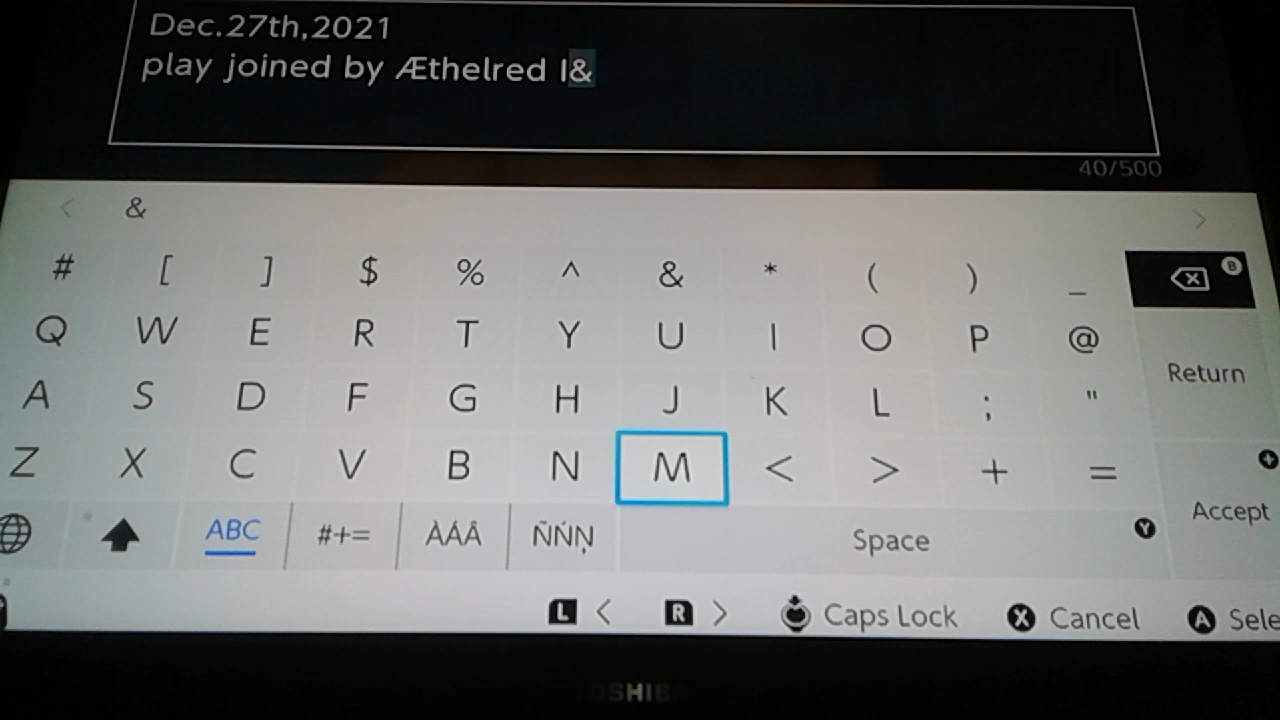 Dec.27th,2021
play joined by Æthelred I&
40/500
< & >
# [ ] $ % ^ & * ( ) _ B
Q W E R T Y U I O P @
Return
A S D F G H J K L ; "
Z X C V B N M < > + =
Accept
ABC #+= ÀÁÂ ÑŃŅ Space Y
L < R > Caps Lock X Cancel A Sele
TOSHIBA